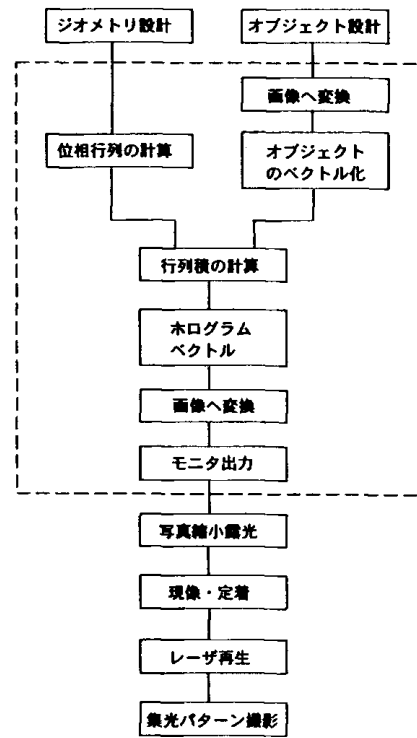 ジオメトリ設計
オブジェクト設計
画像へ変換
位相行列の計算
オブジェクト
のベクトル化
行列積の計算
ホログラム
ベクトル
画像へ変換
モニタ出力
写真縮小露光
現像・定着
レーザ再生
集光パターン撮影